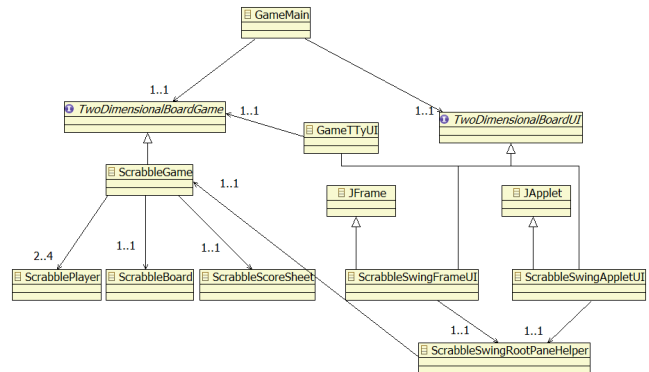 GameMain
1..1
TwoDimensionalBoardGame
1..1
1..1
TwoDimensionalBoardUI
GameTTyUI
ScrabbleGame
1..1
JFrame
JApplet
2..4
1..1
1..1
ScrabblePlayer
ScrabbleBoard
ScrabbleScoreSheet
ScrabbleSwingFrameUI
ScrabbleSwingAppletUI
1..1
1..1
ScrabbleSwingRootPaneHelper